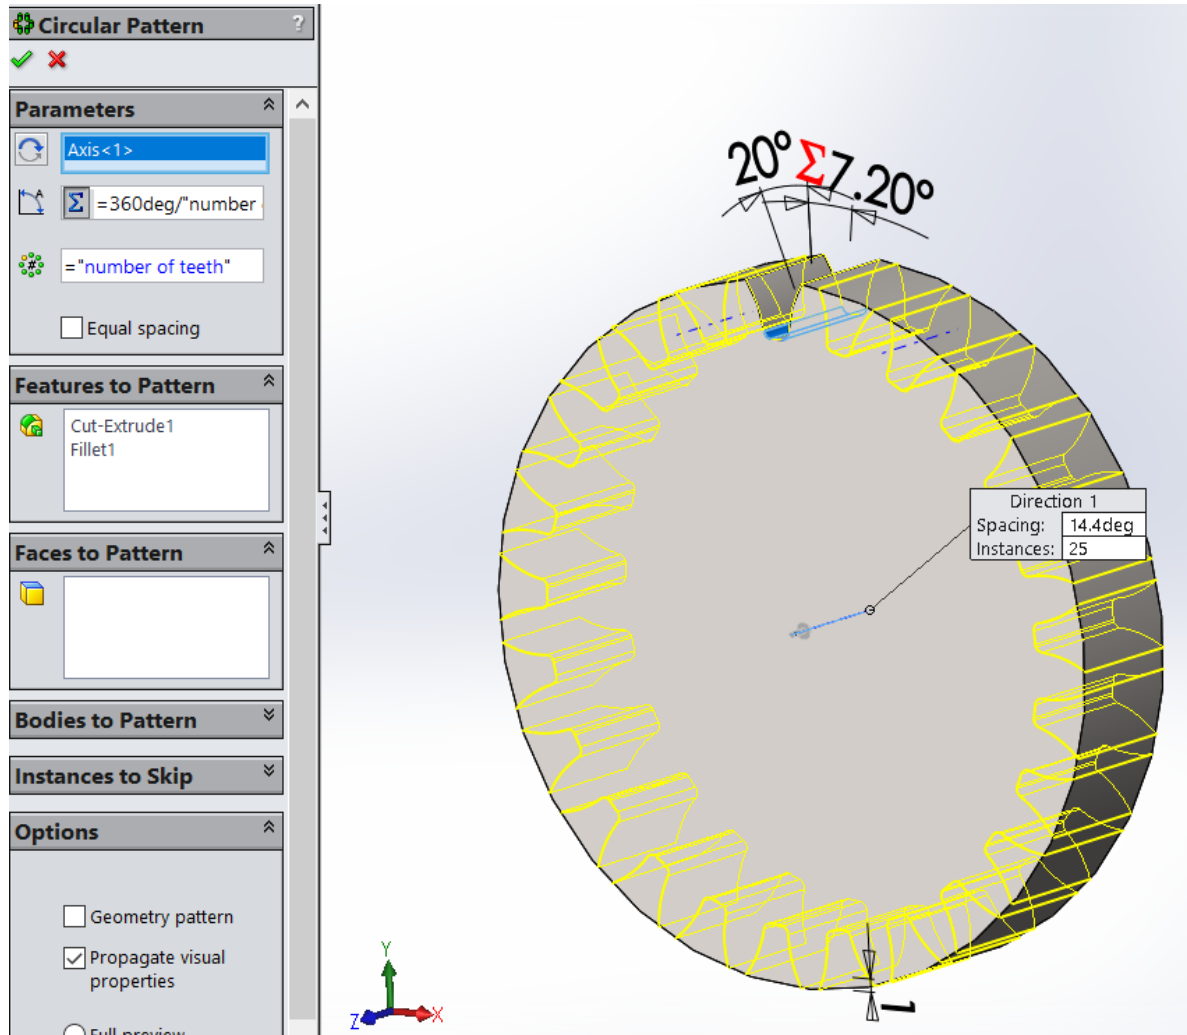 Circular Pattern ?
Parameters
Axis<1>
A
Σ =360deg/"number
#
="number of teeth"
Equal spacing
Features to Pattern
Cut-Extrude1
Fillet1
Faces to Pattern
Bodies to Pattern
Instances to Skip
Options
Geometry pattern
Propagate visual
properties
20° Σ7.20°
Direction 1
Spacing: 14.4deg
Instances: 25
1
Y
Z X